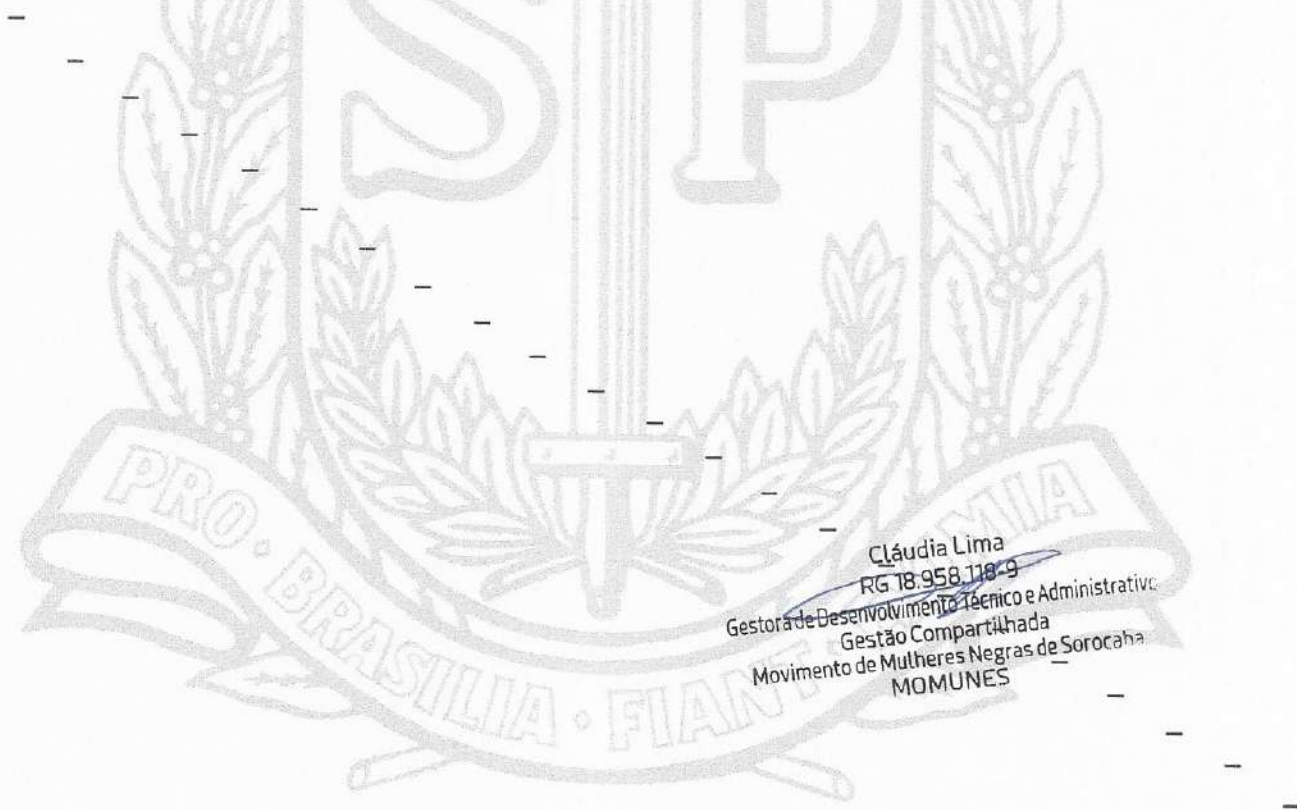 SP
Cláudia Lima
RG 18.958.118-9
Gestora de Desenvolvimento Técnico e Administrativo
Gestão Compartilhada
Movimento de Mulheres Negras de Sorocaba
MOMUNES
PRO · BRASILIA · FIANT